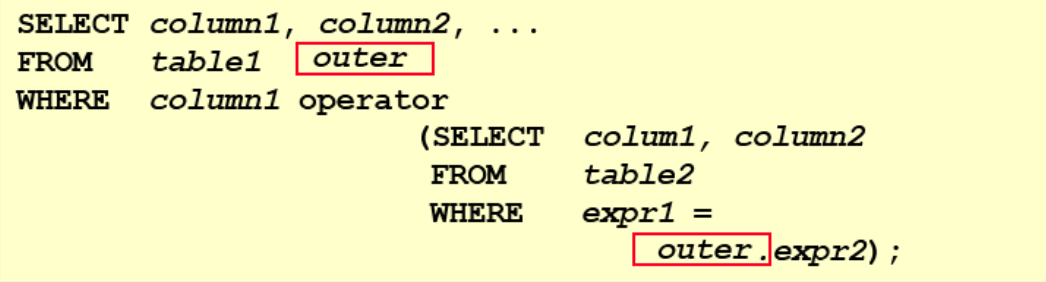 SELECT column1, column2, ...
FROM table1 outer
WHERE column1 operator
(SELECT colum1, column2
FROM table2
WHERE expr1 =
outer.expr2);